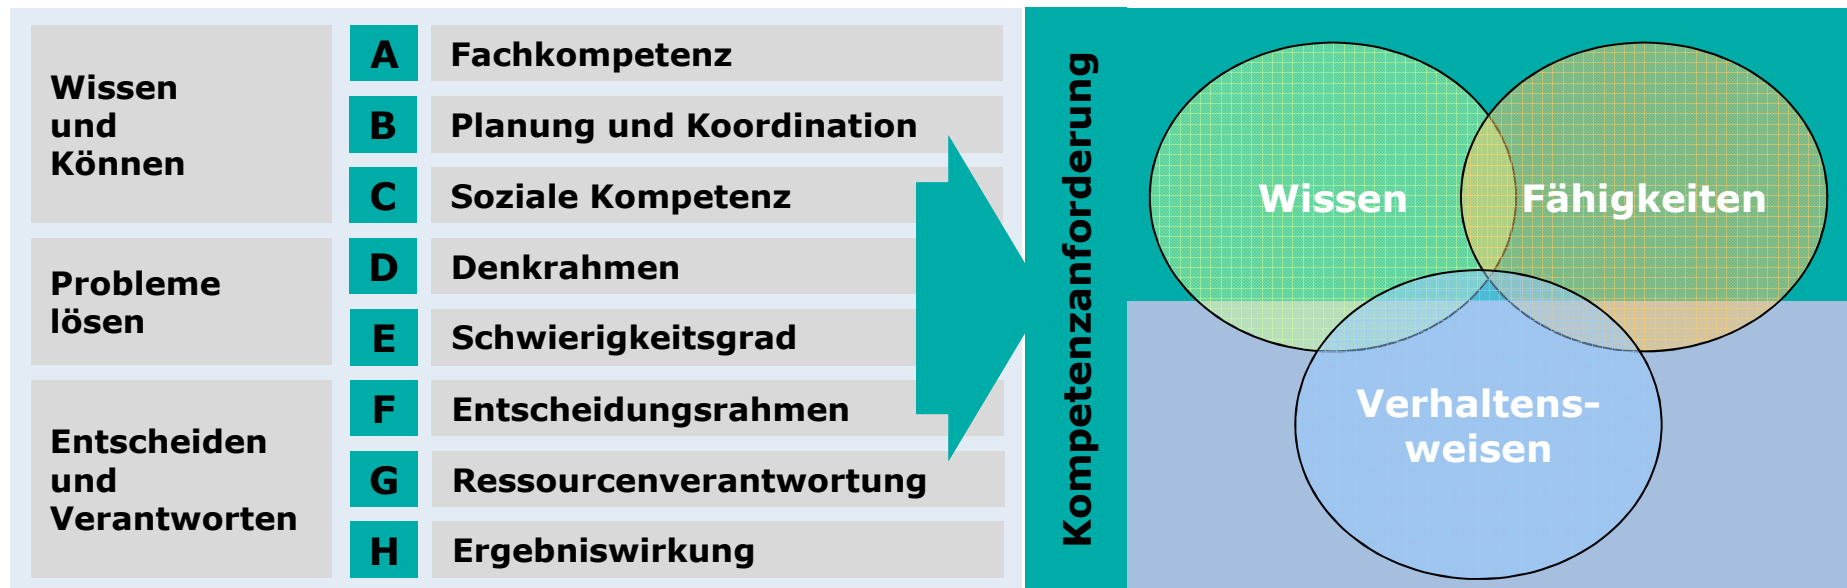 Wissen
und
Können
A
Fachkompetenz
B
Planung und Koordination
C
Soziale Kompetenz
Probleme
lösen
D
Denkrahmen
E
Schwierigkeitsgrad
Entscheiden
und
Verantworten
F
Entscheidungsrahmen
G
Ressourcenverantwortung
H
Ergebniswirkung
Kompetenzanforderung
Wissen
Fähigkeiten
Verhaltens-
weisen